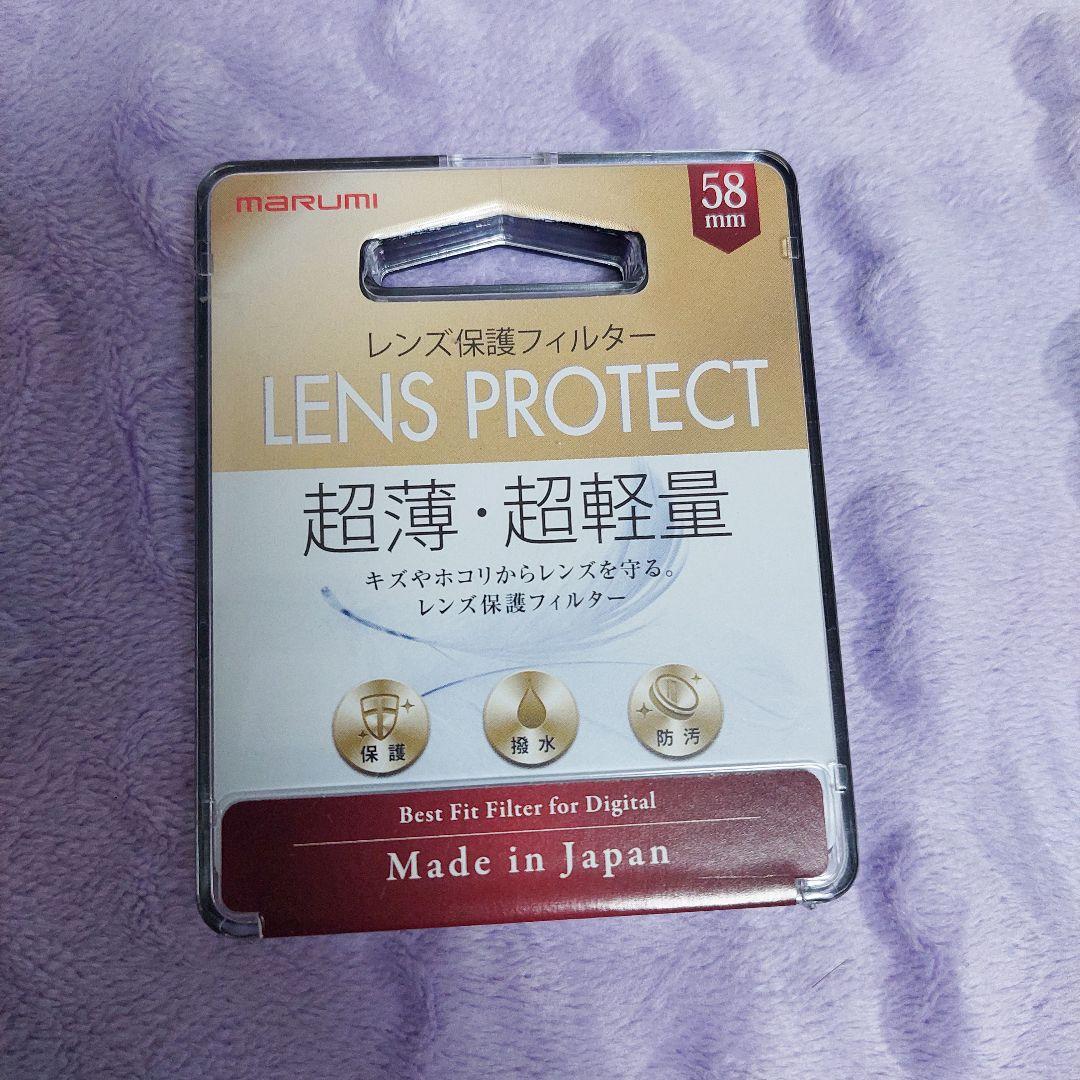 marumi
58
mm
レンズ保護フィルター
LENS PROTECT
超薄・超軽量
キズやホコリからレンズを守る。
レンズ保護フィルター
保護
撥水
防汚
Best Fit Filter for Digital
Made in Japan